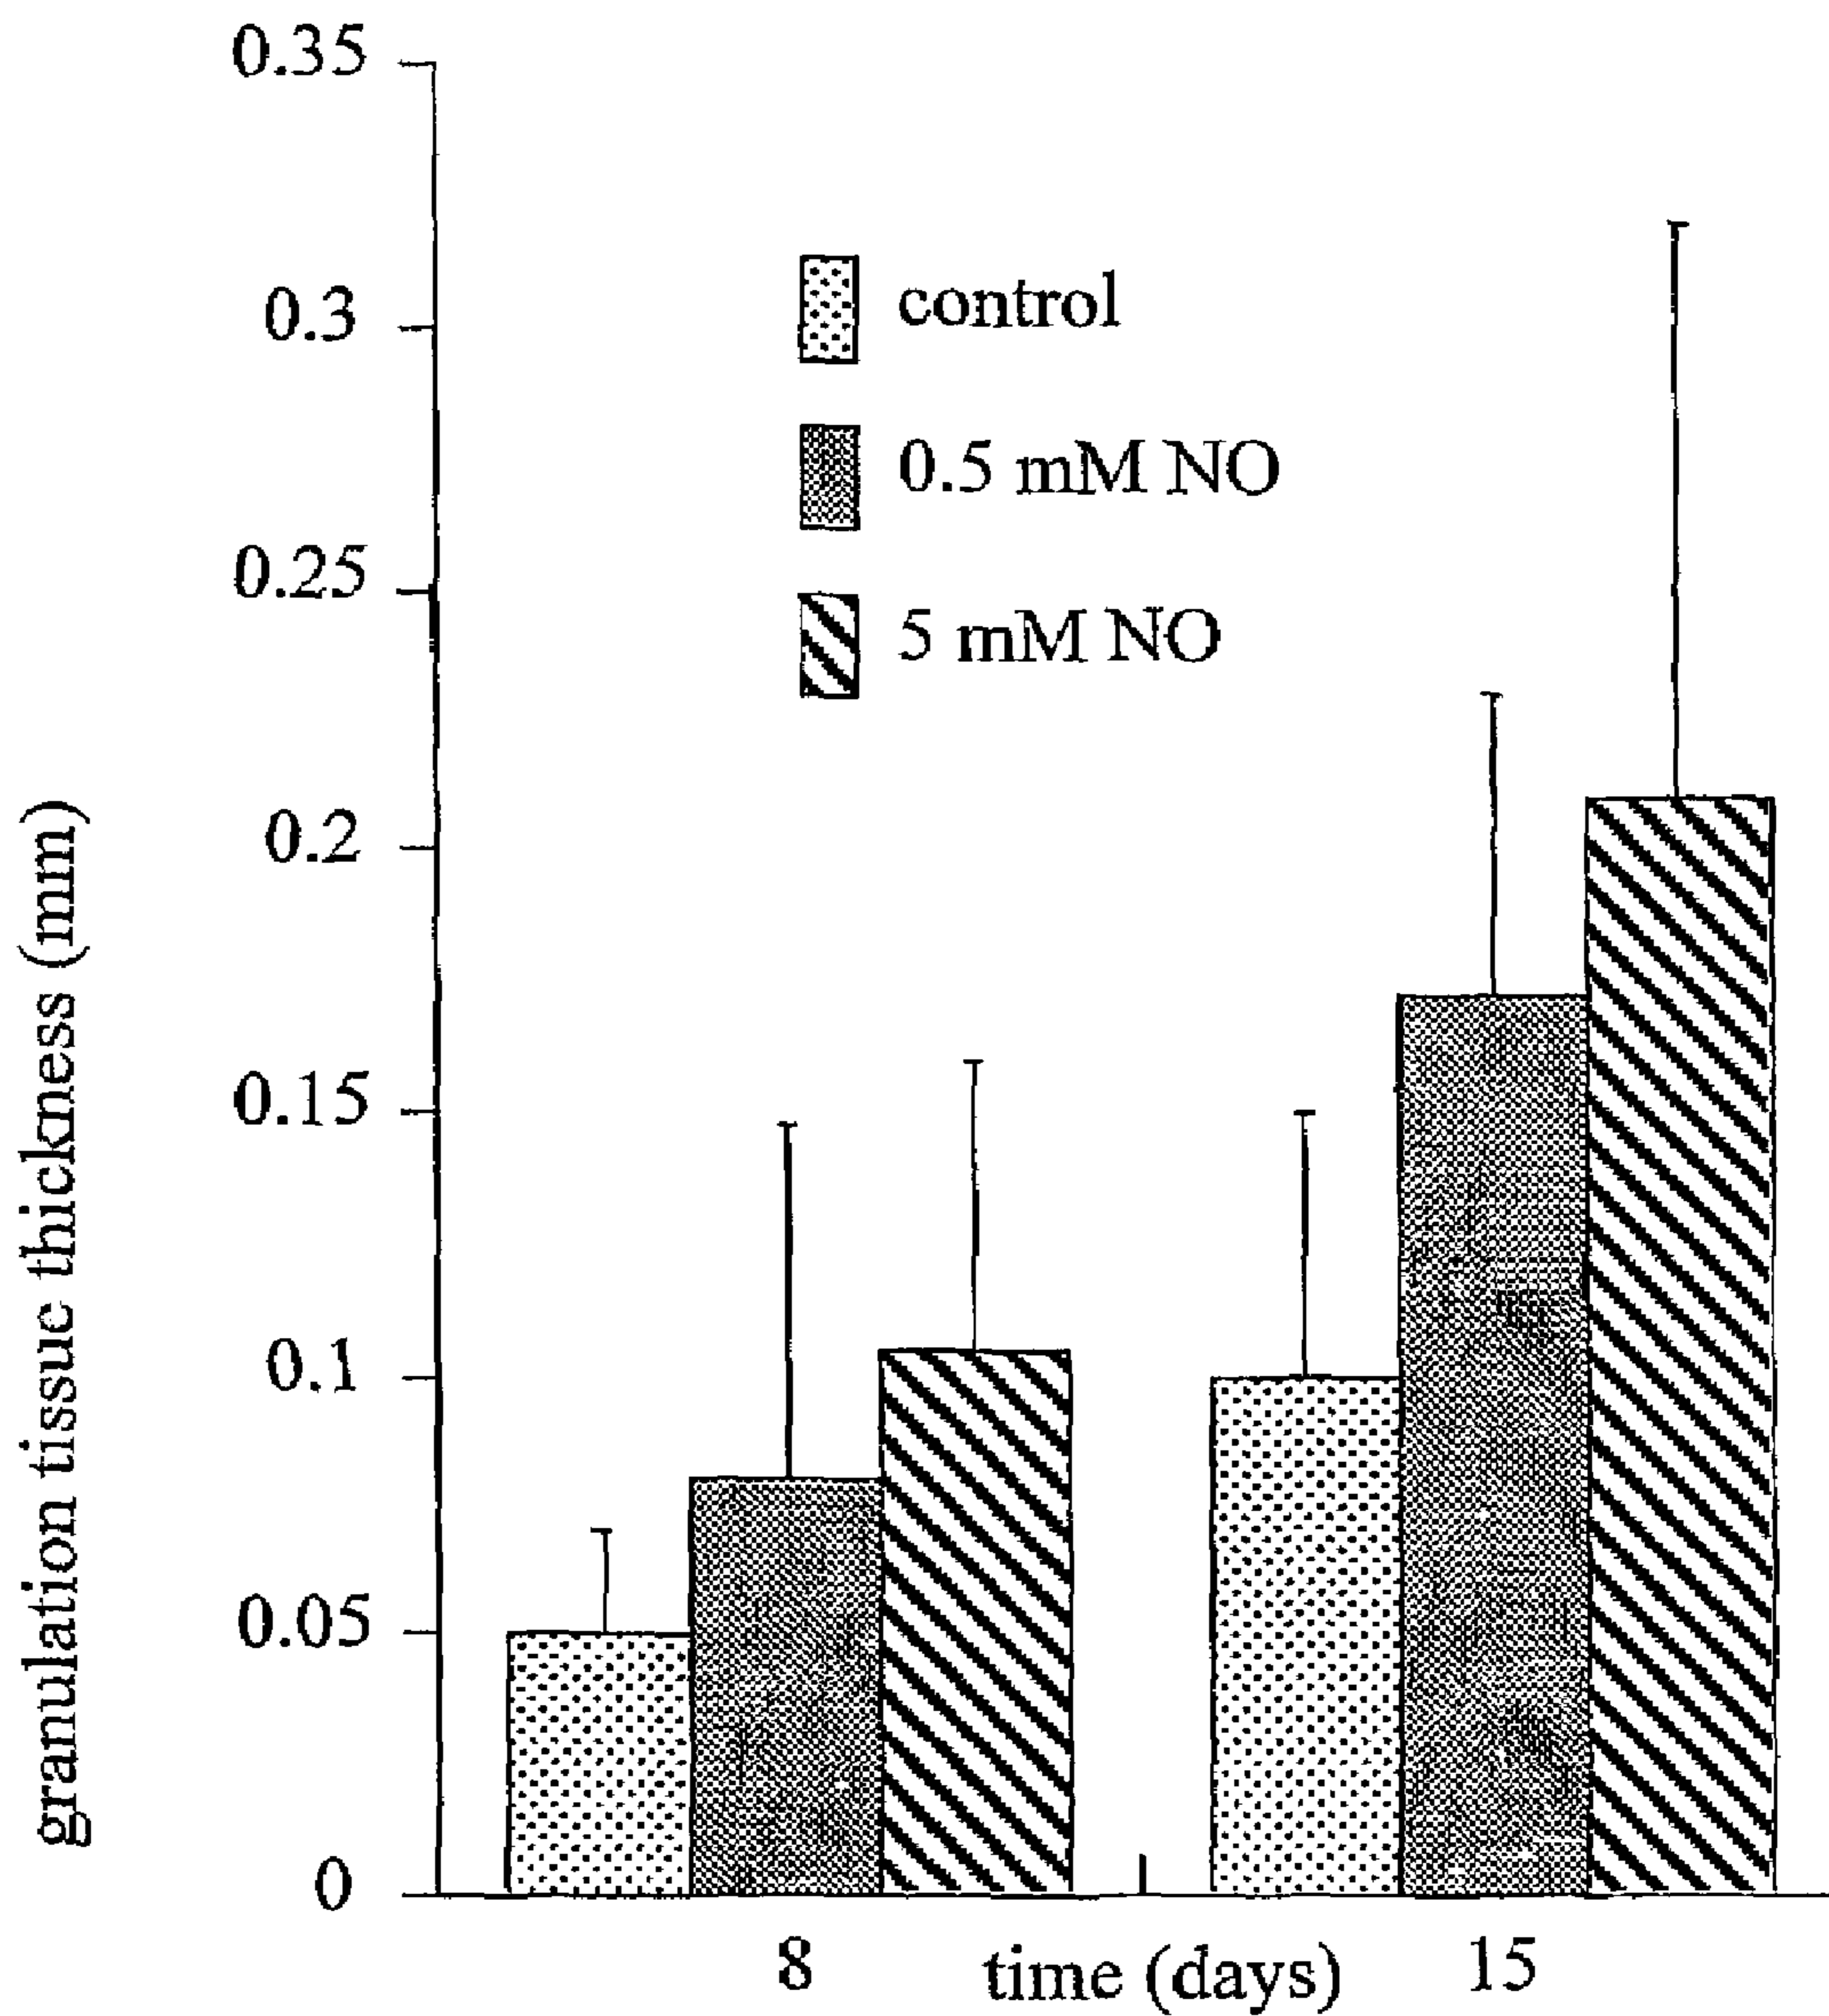 0.35
0.3
0.25
0.2
0.15
0.1
0.05
0
granulation tissue thickness (mm)
control
0.5 mM NO
5 mM NO
8
time (days)
15